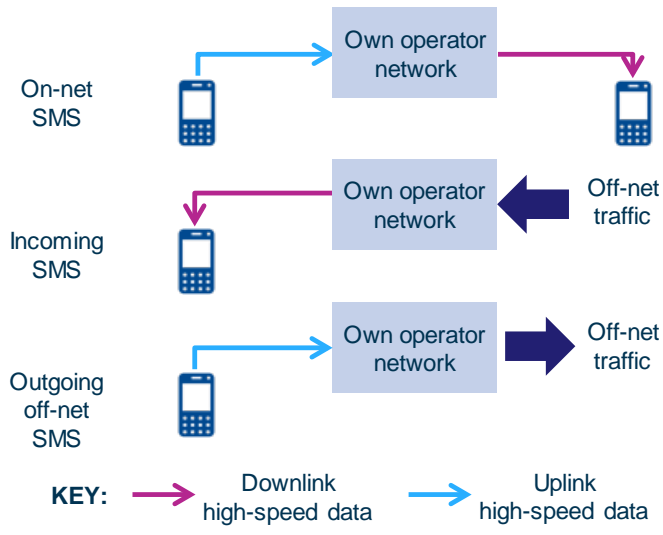 Own operator
network
On-net
SMS
Own operator
network
Off-net
traffic
Incoming
SMS
Own operator
network
Off-net
traffic
Outgoing
off-net
SMS
KEY:
Downlink
high-speed data
Uplink
high-speed data